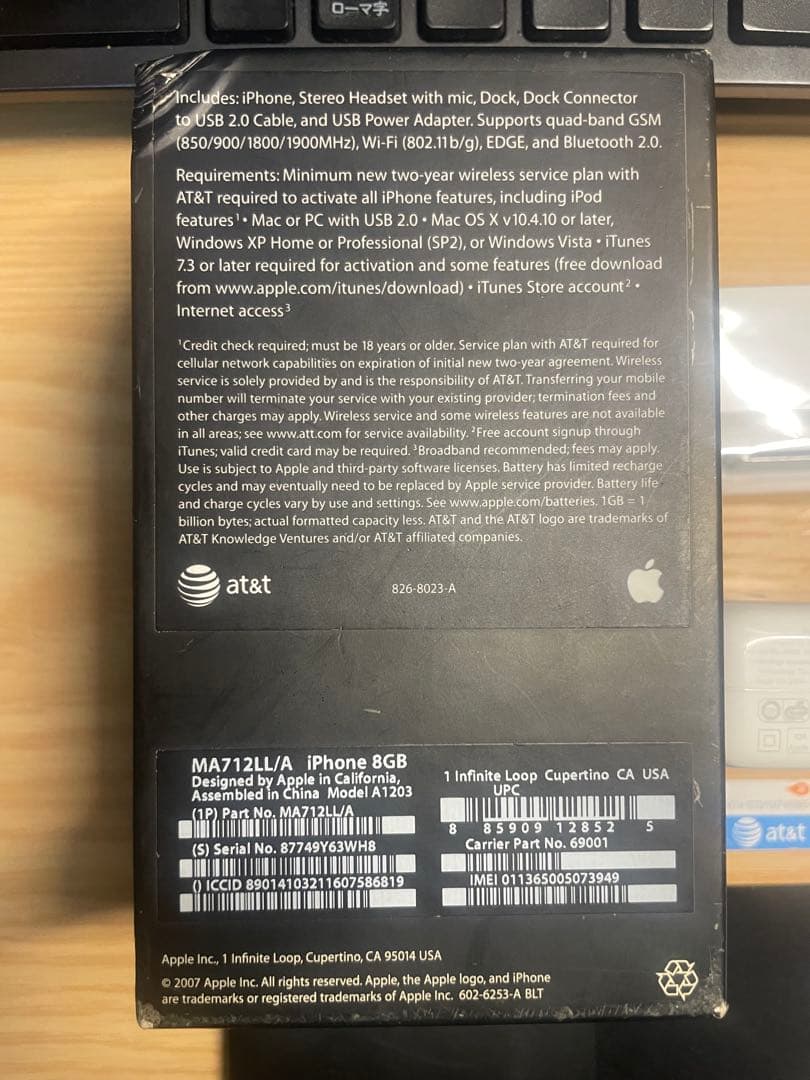 ローマ字
Includes: iPhone, Stereo Headset with mic, Dock, Dock Connector
to USB 2.0 Cable, and USB Power Adapter. Supports quad-band GSM
(850/900/1800/1900MHz), Wi-Fi (802.11b/g), EDGE, and Bluetooth 2.0.
Requirements: Minimum new two-year wireless service plan with
AT&T required to activate all iPhone features, including iPod
features¹ • Mac or PC with USB 2.0 • Mac OS X v10.4.10 or later,
Windows XP Home or Professional (SP2), or Windows Vista • iTunes
7.3 or later required for activation and some features (free download
from www.apple.com/itunes/download) • iTunes Store account² •
Internet access³
¹Credit check required; must be 18 years or older. Service plan with AT&T required for
cellular network capabilities on expiration of initial new two-year agreement. Wireless
service is solely provided by and is the responsibility of AT&T. Transferring your mobile
number will terminate your service with your existing provider; termination fees and
other charges may apply. Wireless service and some wireless features are not available
in all areas; see www.att.com for service availability. ²Free account signup through
iTunes; valid credit card may be required. ³Broadband recommended; fees may apply.
Use is subject to Apple and third-party software licenses. Battery has limited recharge
cycles and may eventually need to be replaced by Apple service provider. Battery life
and charge cycles vary by use and settings. See www.apple.com/batteries. 1GB = 1
billion bytes; actual formatted capacity less. AT&T and the AT&T logo are trademarks of
AT&T Knowledge Ventures and/or AT&T affiliated companies.
at&t
826-8023-A
MA712LL/A iPhone 8GB
Designed by Apple in California,
Assembled in China Model A1203
(1P) Part No. MA712LL/A
(S) Serial No. 87749Y63WH8
() ICCID 89014103211607586819
1 Infinite Loop Cupertino CA USA
UPC
8 85909 12852 5
Carrier Part No. 69001
IMEI 011365005073949
at&t
Apple Inc., 1 Infinite Loop, Cupertino, CA 95014 USA
© 2007 Apple Inc. All rights reserved. Apple, the Apple logo, and iPhone
are trademarks or registered trademarks of Apple Inc. 602-6253-A BLT